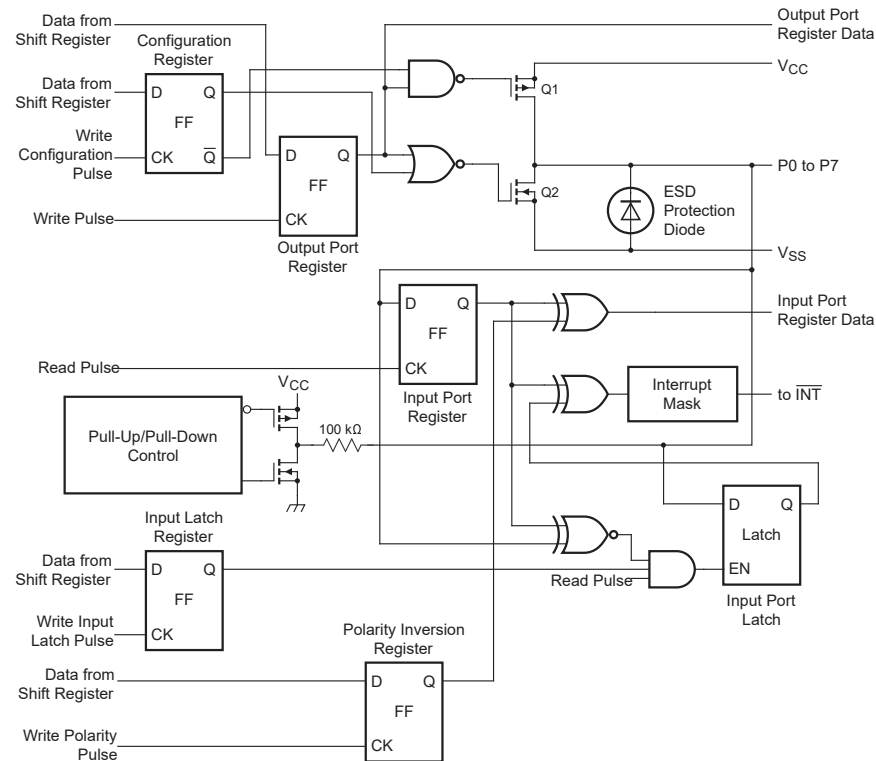 Data from
Shift Register
Configuration
Register
Output Port
Register Data
VCC
Data from
Shift Register
D
Q
FF
CK
Q
Write
Configuration
Pulse
Q1
D
Q
FF
CK
Q2
P0 to P7
ESD
Protection
Diode
Write Pulse
Output Port
Register
VSS
D
Q
FF
CK
Input Port
Register Data
Read Pulse
Input Port
Register
Interrupt
Mask
to INT
VCC
Pull-Up/Pull-Down
Control
100 kΩ
D
Q
Latch
EN
Input Port
Latch
Input Latch
Register
Data from
Shift Register
D
Q
FF
CK
Read Pulse
Write Input
Latch Pulse
Polarity Inversion
Register
Data from
Shift Register
D
Q
FF
CK
Write Polarity
Pulse